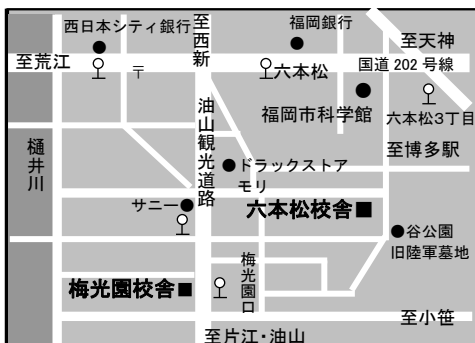 西日本シティ銀行
至西新
福岡銀行
至天神
至荒江
〒
六本松
国道202号線
福岡市科学館
六本松3丁目
樋井川
油山観光道路
至博多駅
ドラックストア
モリ
サニー
六本松校舎
谷公園
旧陸軍墓地
梅光園口
梅光園校舎
至小笹
至片江・油山